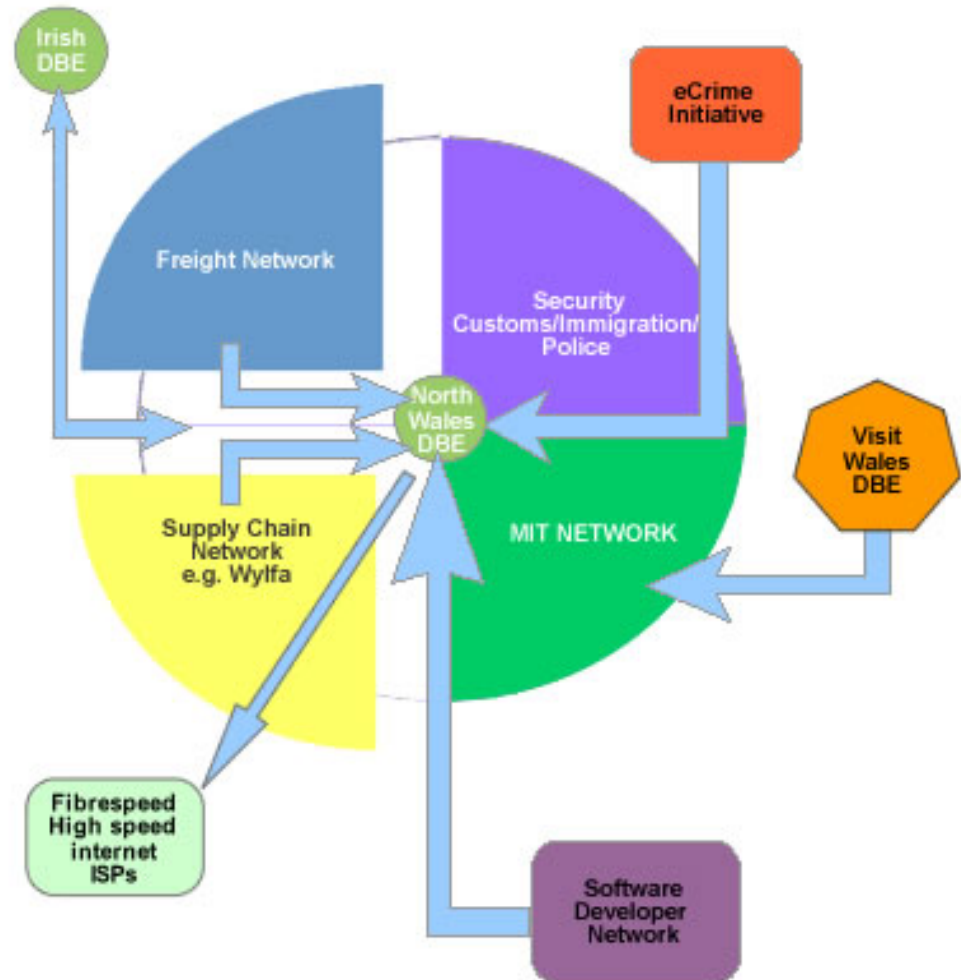 Irish
DBE
eCrime
Initiative
Freight Network
Security
Customs/Immigration/
Police
North
Wales
DBE
Visit
Wales
DBE
Supply Chain
Network
e.g. Wylfa
MIT NETWORK
Fibrespeed
High speed
internet
ISPs
Software
Developer
Network